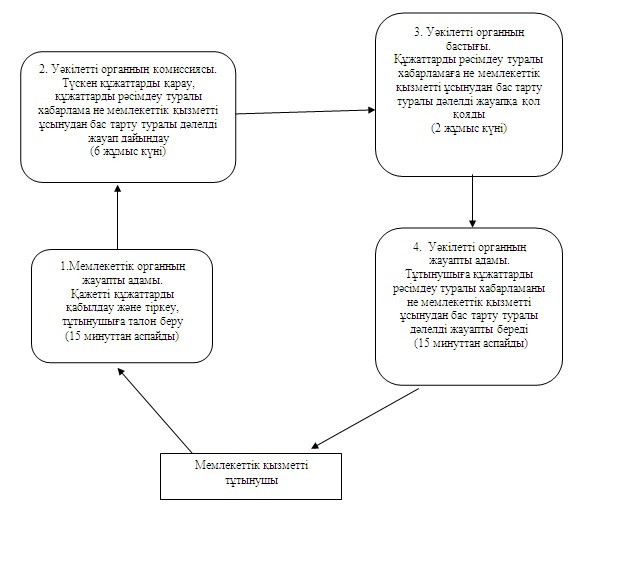 1.Мемлекеттік органның
жауапты адамы.
Қажетті құжаттарды
қабылдау және тіркеу,
тұтынушыға талон беру
(15 минуттан аспайды)
2. Уәкілетті органның комиссиясы.
Түскен құжаттарды қарау,
құжаттарды рәсімдеу туралы
хабарлама не мемлекеттік қызметті
ұсынудан бас тарту туралы дәлелді
жауап дайындау
(6 жұмыс күні)
3. Уәкілетті органның
бастығы.
Құжаттарды рәсімдеу туралы
хабарламаға не мемлекеттік
қызметті ұсынудан бас тарту
туралы дәлелді жауапқа қол
қояды
(2 жұмыс күні)
4. Уәкілетті органның
жауапты адамы.
Тұтынушыға құжаттарды
рәсімдеу туралы хабарламаны
не мемлекеттік қызметті
ұсынудан бас тарту туралы
дәлелді жауапты береді
(15 минуттан аспайды)
Мемлекеттік қызметті
тұтынушы